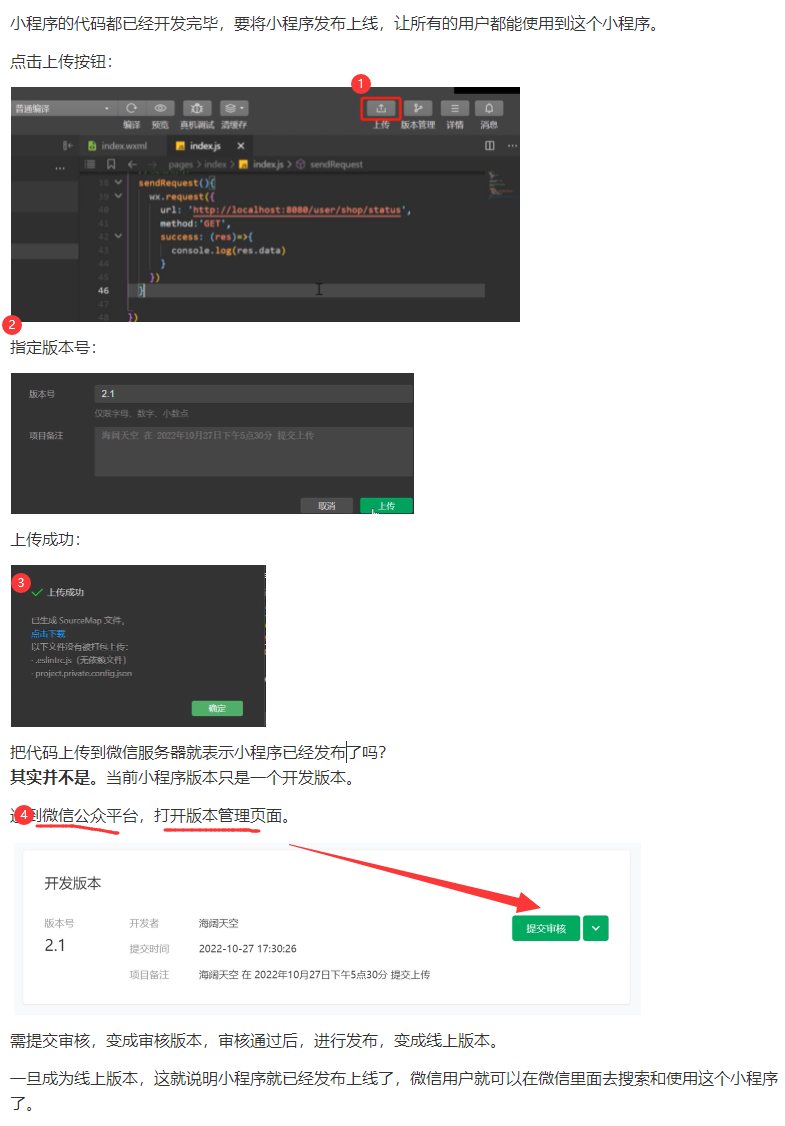 小程序的代码都已经开发完毕，要将小程序发布上线，让所有的用户都能使用到这个小程序。
点击上传按钮：
1
普通编译
编译 预览 真机调试 清缓存 上传 版本管理 详情 消息
index.wxml index.js
pages > index > index.js > sendRequest
38 sendRequest(){
39 wx.request({
40 url: 'http://localhost:8080/user/shop/status',
41 method:'GET',
42 success: (res)=>{
43 console.log(res.data)
44 }
45 })
46 }
47
48 })
2
指定版本号：
版本号 2.1
仅限字母、数字、小数点
项目备注 海阔天空 在 2022年10月27日下午5点30分 提交上传
取消 上传
上传成功：
3
上传成功
已生成 SourceMap 文件。
点击下载
以下文件没有被打包上传：
- .eslintrc.js（无依赖文件）
- project.private.config.json
确定
把代码上传到微信服务器就表示小程序已经发布了吗？
其实并不是。当前小程序版本只是一个开发版本。
4
到微信公众平台，打开版本管理页面。
开发版本
版本号 开发者 海阔天空
2.1 提交时间 2022-10-27 17:30:26
提交审核
项目备注 海阔天空 在 2022年10月27日下午5点30分 提交上传
需提交审核，变成审核版本，审核通过后，进行发布，变成线上版本。
一旦成为线上版本，这就说明小程序就已经发布上线了，微信用户就可以在微信里面去搜索和使用这个小程序
了。